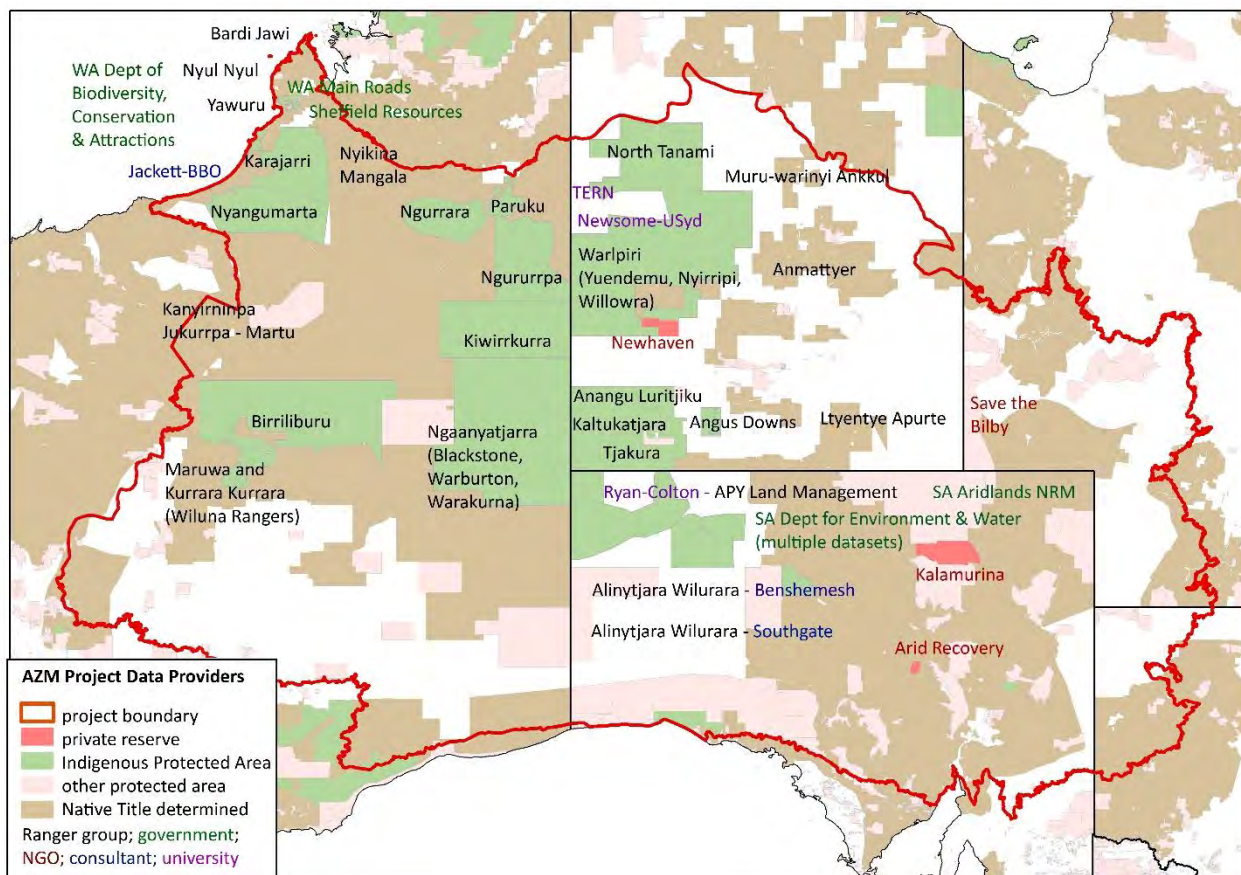 Bardi Jawi
Nyul Nyul
WA Dept of
Biodiversity,
Conservation
& Attractions
Yawuru
WA Main Roads
Sheffield Resources
Jackett-BBO
Karajarri
Nyikina
Mangala
Nyangumarta
Ngurrara
Paruku
Ngururrpa
Kanyirninpa
Jukurrpa - Martu
Kiwirrkurra
Birriliburu
Ngaanyatjarra
(Blackstone,
Warburton,
Warakurna)
Maruwa and
Kurrara Kurrara
(Wiluna Rangers)
North Tanami
Muru-warinyi Ankkul
TERN
Newsome-USyd
Warlpiri
(Yuendemu, Nyirripi,
Willowra)
Anmattyer
Newhaven
Anangu Luritjiku
Kaltukatjara
Angus Downs
Ltyentye Apurte
Tjakura
Save the
Bilby
Ryan-Colton - APY Land Management
SA Aridlands NRM
SA Dept for Environment & Water
(multiple datasets)
Kalamurina
Alinytjara Wilurara - Benshemesh
Alinytjara Wilurara - Southgate
Arid Recovery
AZM Project Data Providers
project boundary
private reserve
Indigenous Protected Area
other protected area
Native Title determined
Ranger group; government;
NGO; consultant; university